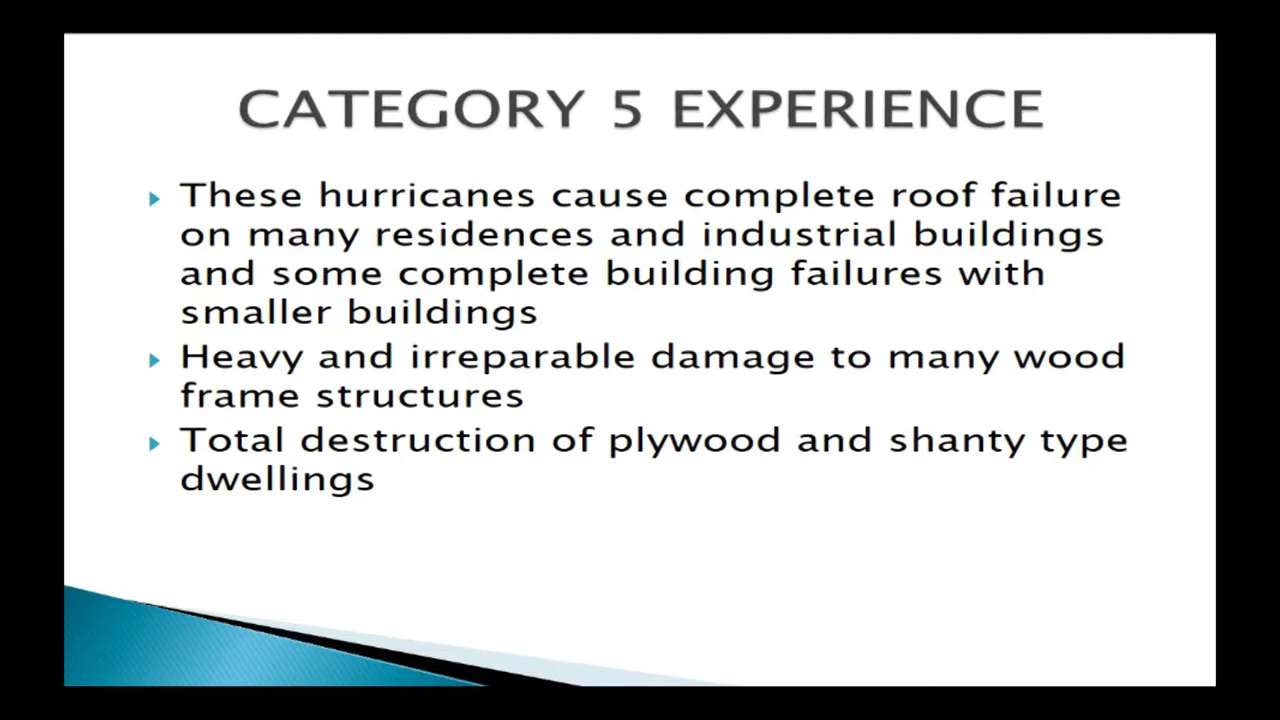 CATEGORY 5 EXPERIENCE
These hurricanes cause complete roof failure
on many residences and industrial buildings
and some complete building failures with
smaller buildings
Heavy and irreparable damage to many wood
frame structures
Total destruction of plywood and shanty type
dwellings